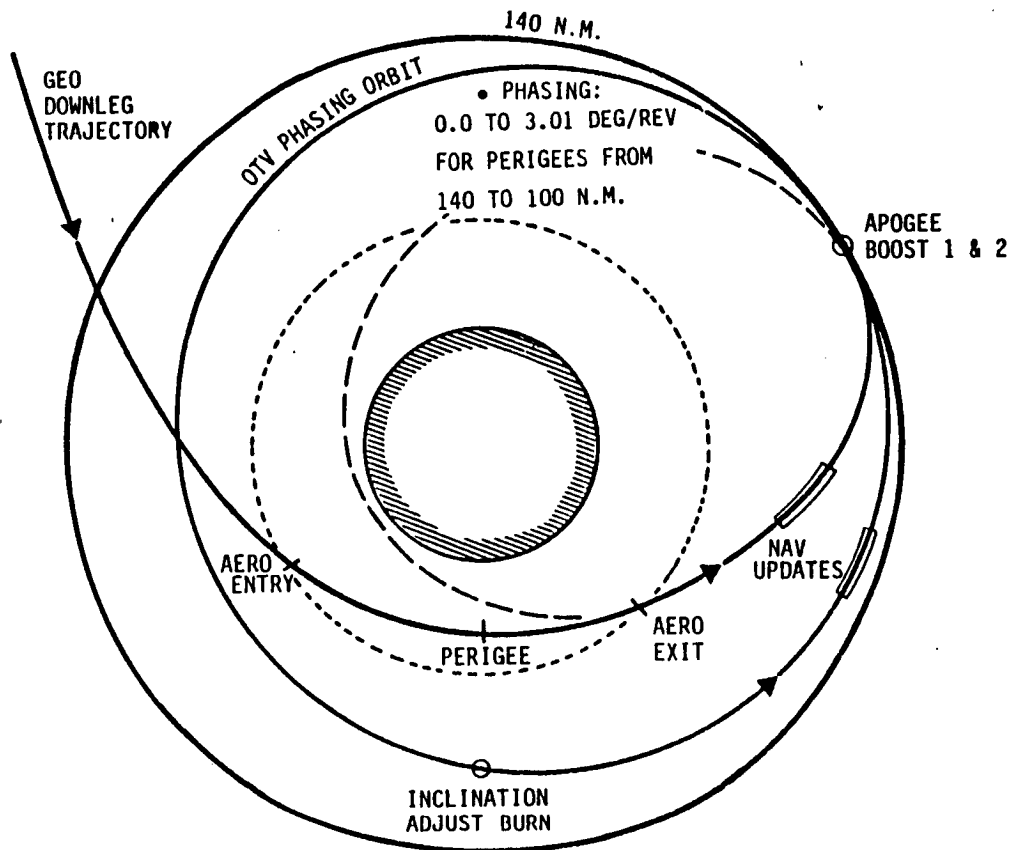 140 N.M.
GEO
DOWNLEG
TRAJECTORY
OTV PHASING ORBIT
• PHASING:
0.0 TO 3.01 DEG/REV
FOR PERIGEES FROM
140 TO 100 N.M.
APOGEE
BOOST 1 & 2
NAV
UPDATES
AERO
ENTRY
PERIGEE
AERO
EXIT
INCLINATION
ADJUST BURN